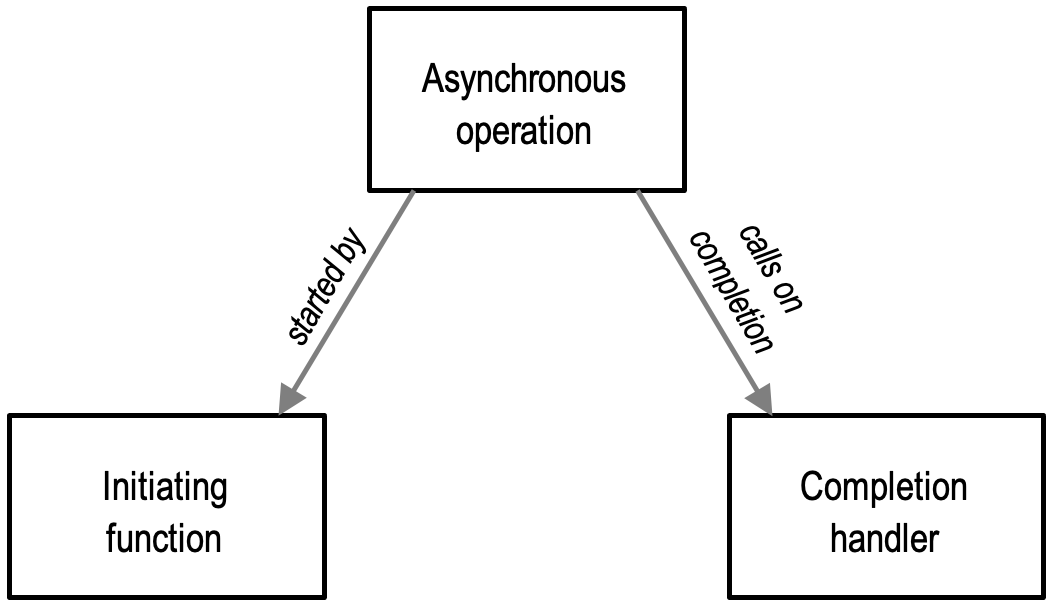 Asynchronous
operation
started by
calls on
completion
Initiating
function
Completion
handler